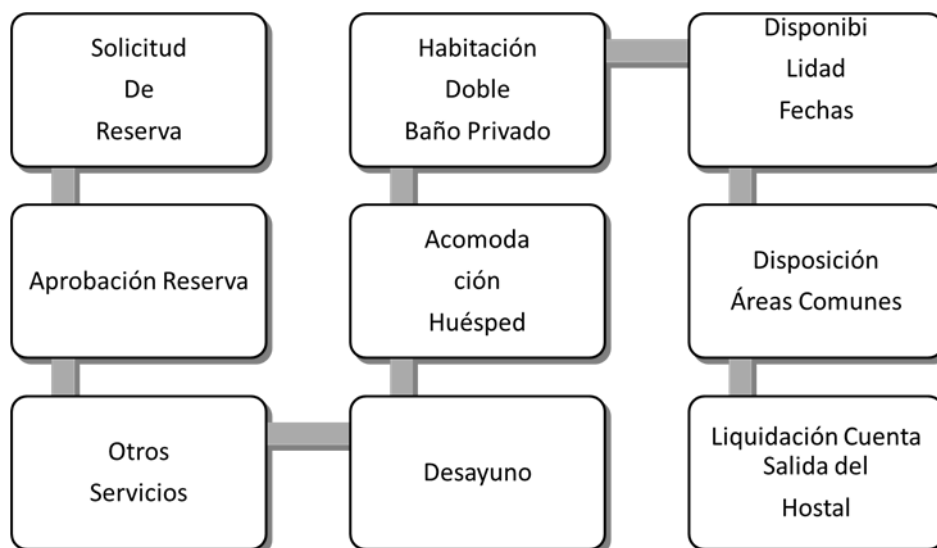 Solicitud
De
Reserva
Aprobación Reserva
Otros
Servicios
Desayuno
Acomoda
ción
Huésped
Habitación
Doble
Baño Privado
Disponibi
Lidad
Fechas
Disposición
Áreas Comunes
Liquidación Cuenta
Salida del
Hostal